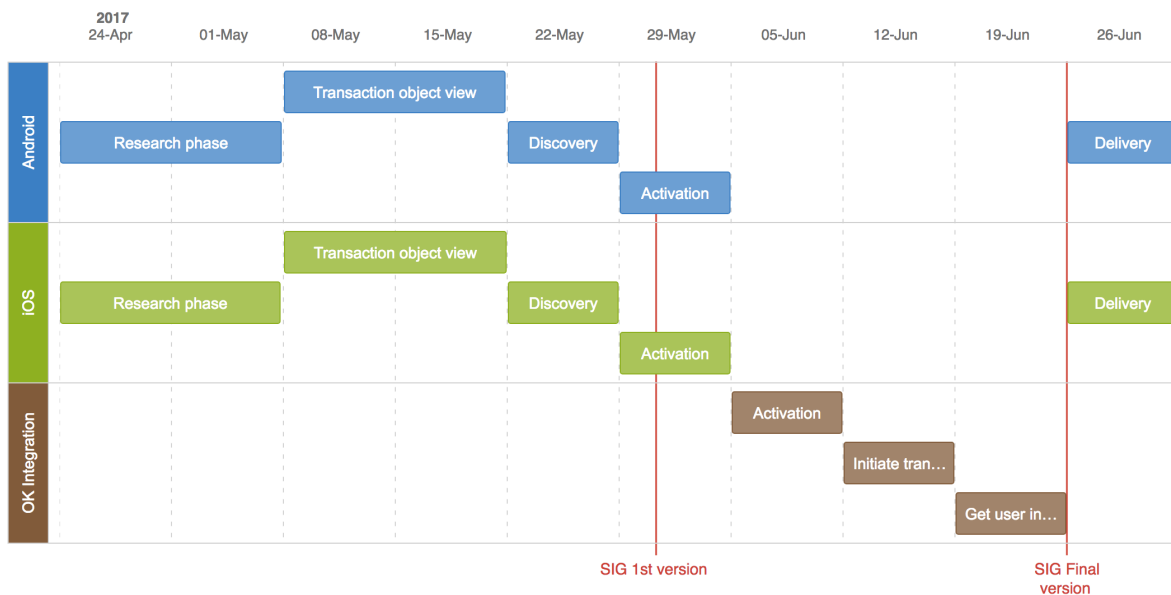 2017
24-Apr 01-May 08-May 15-May 22-May 29-May 05-Jun 12-Jun 19-Jun 26-Jun
Android
Transaction object view
Research phase Discovery Delivery
Activation
iOS
Transaction object view
Research phase Discovery Delivery
Activation
OK Integration
Activation
Initiate tran…
Get user in…
SIG 1st version
SIG Final
version